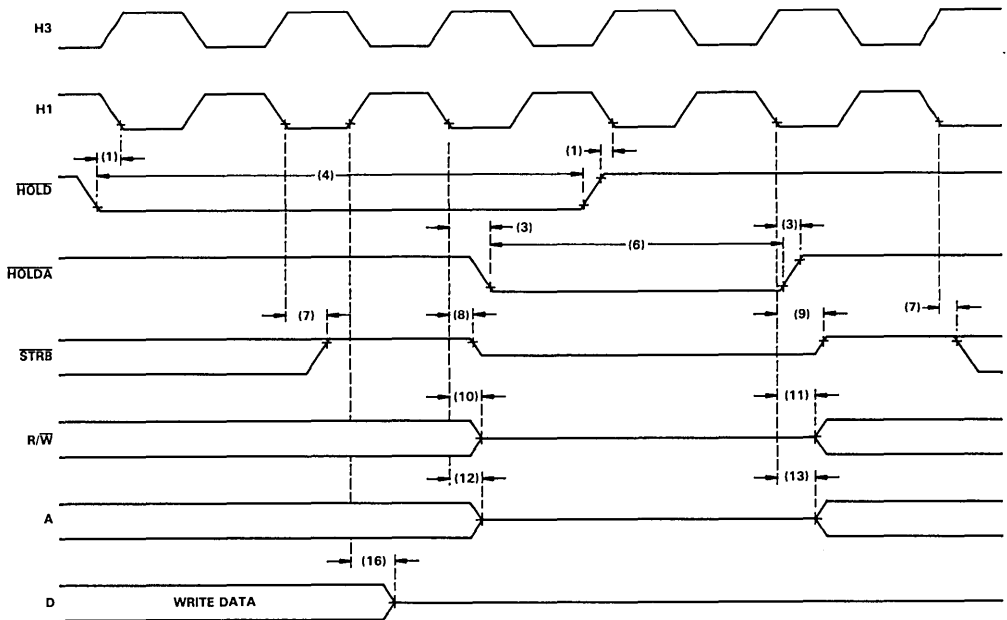 H3
H1
(1)
(1)
HOLD
(4)
(3)
(3)
HOLDA
(6)
(7)
(8)
(9)
(7)
STRB
(10)
(11)
R/W
(12)
(13)
A
(16)
D
WRITE DATA